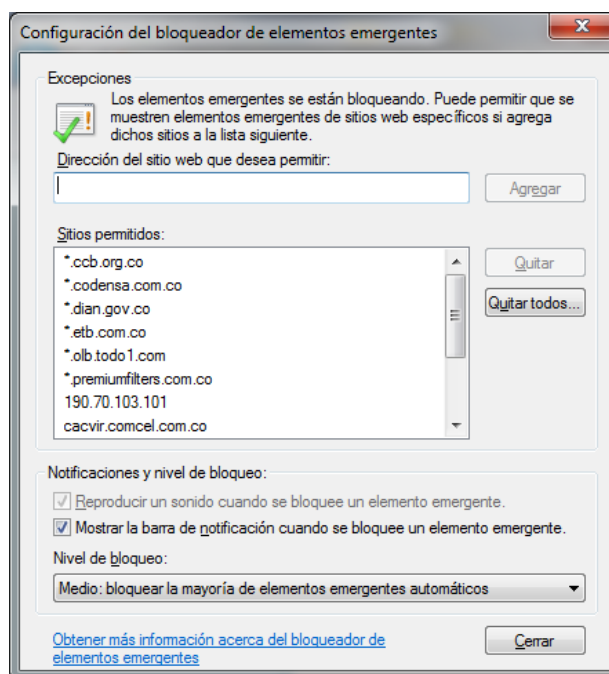 Configuración del bloqueador de elementos emergentes
Excepciones
Los elementos emergentes se están bloqueando. Puede permitir que se
muestren elementos emergentes de sitios web específicos si agrega
dichos sitios a la lista siguiente.
Dirección del sitio web que desea permitir:
Agregar
Sitios permitidos:
*.ccb.org.co
*.codensa.com.co
*.dian.gov.co
*.etb.com.co
*.olb.todo1.com
*.premiumfilters.com.co
190.70.103.101
cacvir.comcel.com.co
Quitar
Quitar todos...
Notificaciones y nivel de bloqueo:
Reproducir un sonido cuando se bloquee un elemento emergente.
Mostrar la barra de notificación cuando se bloquee un elemento emergente.
Nivel de bloqueo:
Medio: bloquear la mayoría de elementos emergentes automáticos
Obtener más información acerca del bloqueador de
elementos emergentes
Cerrar